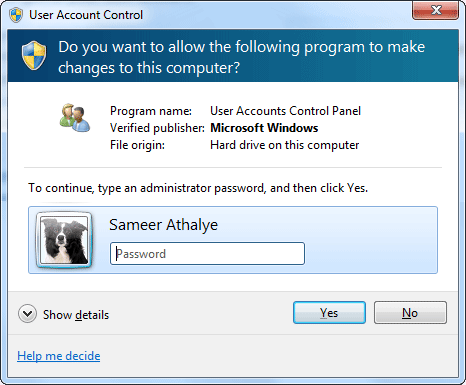 User Account Control
Do you want to allow the following program to make
changes to this computer?
Program name: User Accounts Control Panel
Verified publisher: Microsoft Windows
File origin: Hard drive on this computer
To continue, type an administrator password, and then click Yes.
Sameer Athalye
Password
Show details
Yes
No
Help me decide